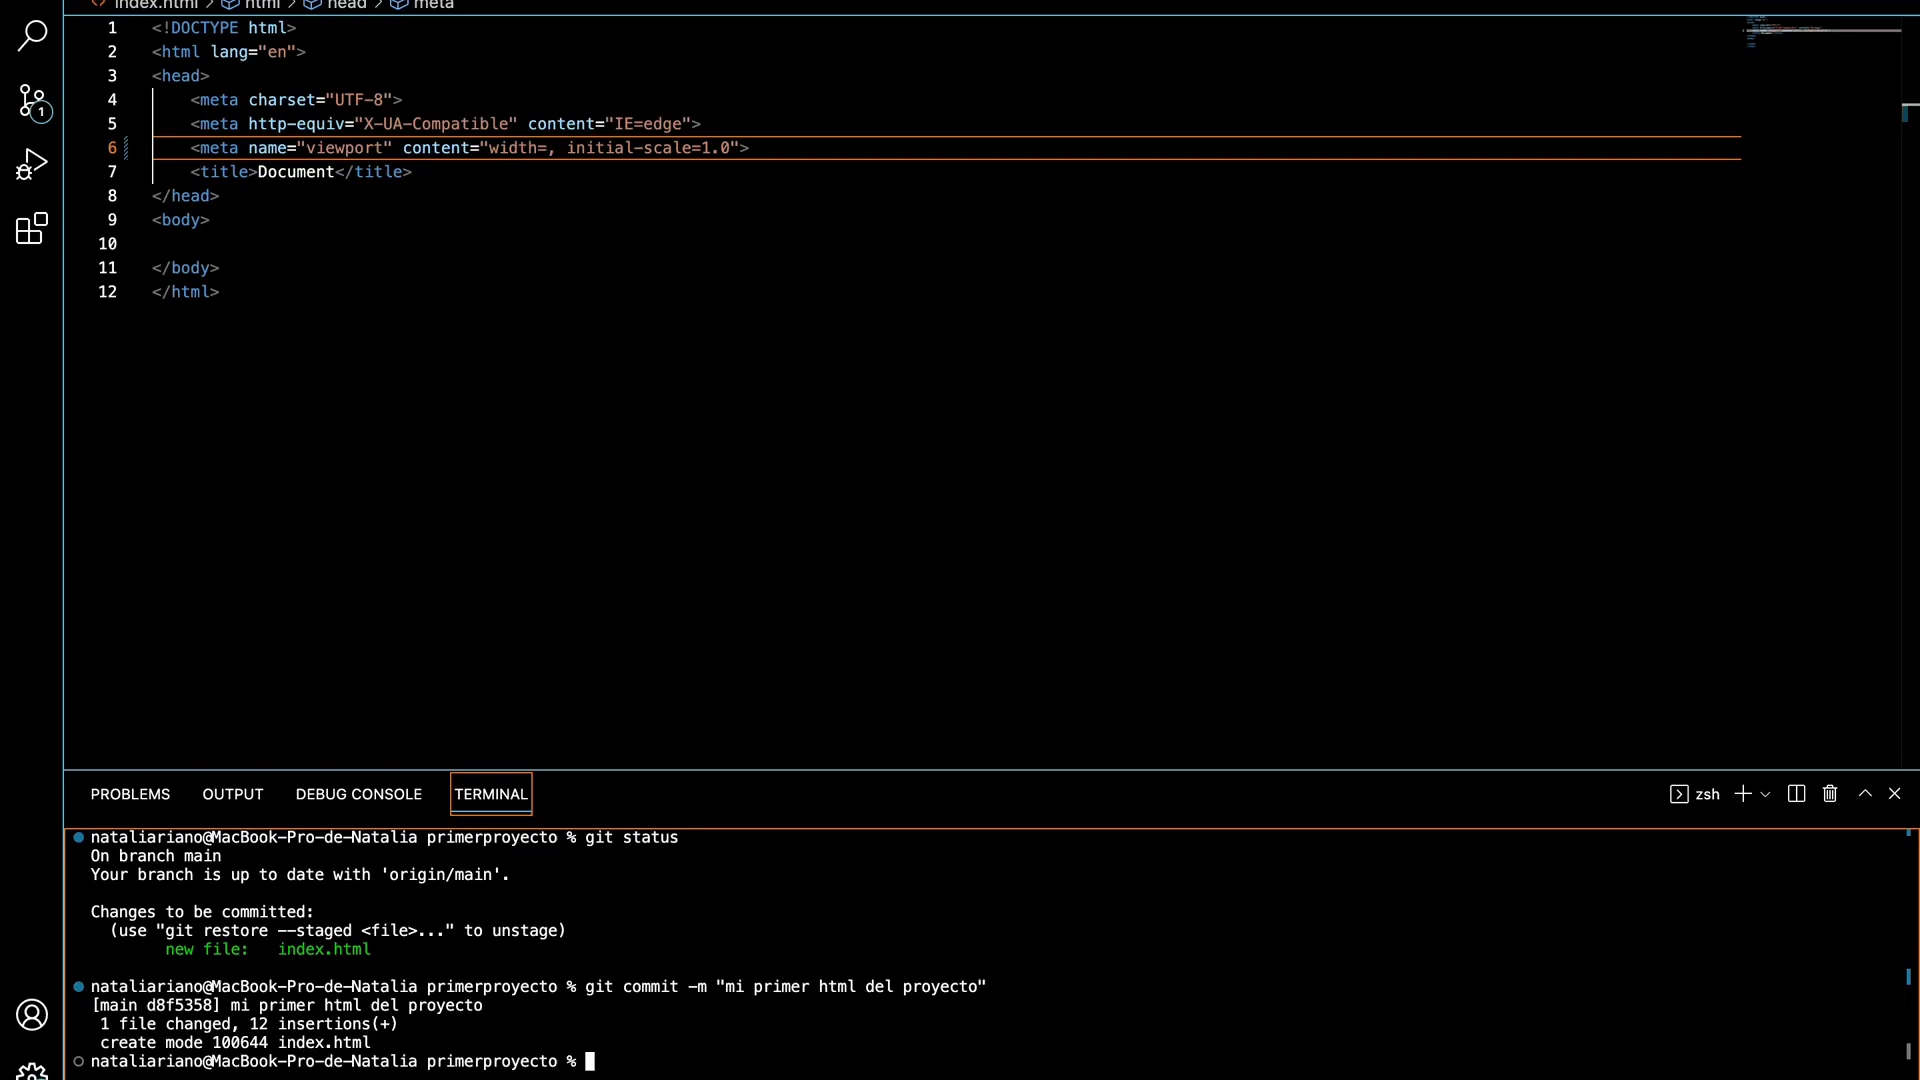 index.html > html > head > meta
1 <!DOCTYPE html>
2 <html lang="en">
3 <head>
4 <meta charset="UTF-8">
5 <meta http-equiv="X-UA-Compatible" content="IE=edge">
6 <meta name="viewport" content="width=, initial-scale=1.0">
7 <title>Document</title>
8 </head>
9 <body>
10
11 </body>
12 </html>
1
PROBLEMS OUTPUT DEBUG CONSOLE TERMINAL zsh
nataliariano@MacBook-Pro-de-Natalia primerproyecto % git status
On branch main
Your branch is up to date with 'origin/main'.
Changes to be committed:
(use "git restore --staged <file>..." to unstage)
new file: index.html
nataliariano@MacBook-Pro-de-Natalia primerproyecto % git commit -m "mi primer html del proyecto"
[main d8f5358] mi primer html del proyecto
1 file changed, 12 insertions(+)
create mode 100644 index.html
nataliariano@MacBook-Pro-de-Natalia primerproyecto %